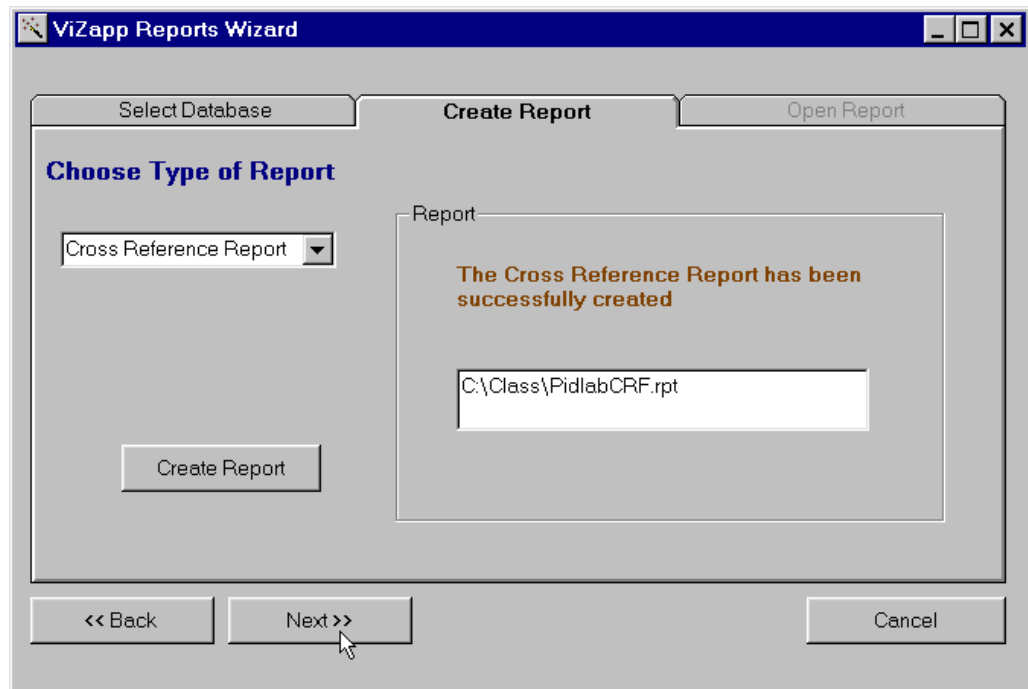 ViZapp Reports Wizard
Select Database
Create Report
Open Report
Choose Type of Report
Cross Reference Report
Report
The Cross Reference Report has been
successfully created
C:\Class\PidlabCRF.rpt
Create Report
<< Back
Next >>
Cancel